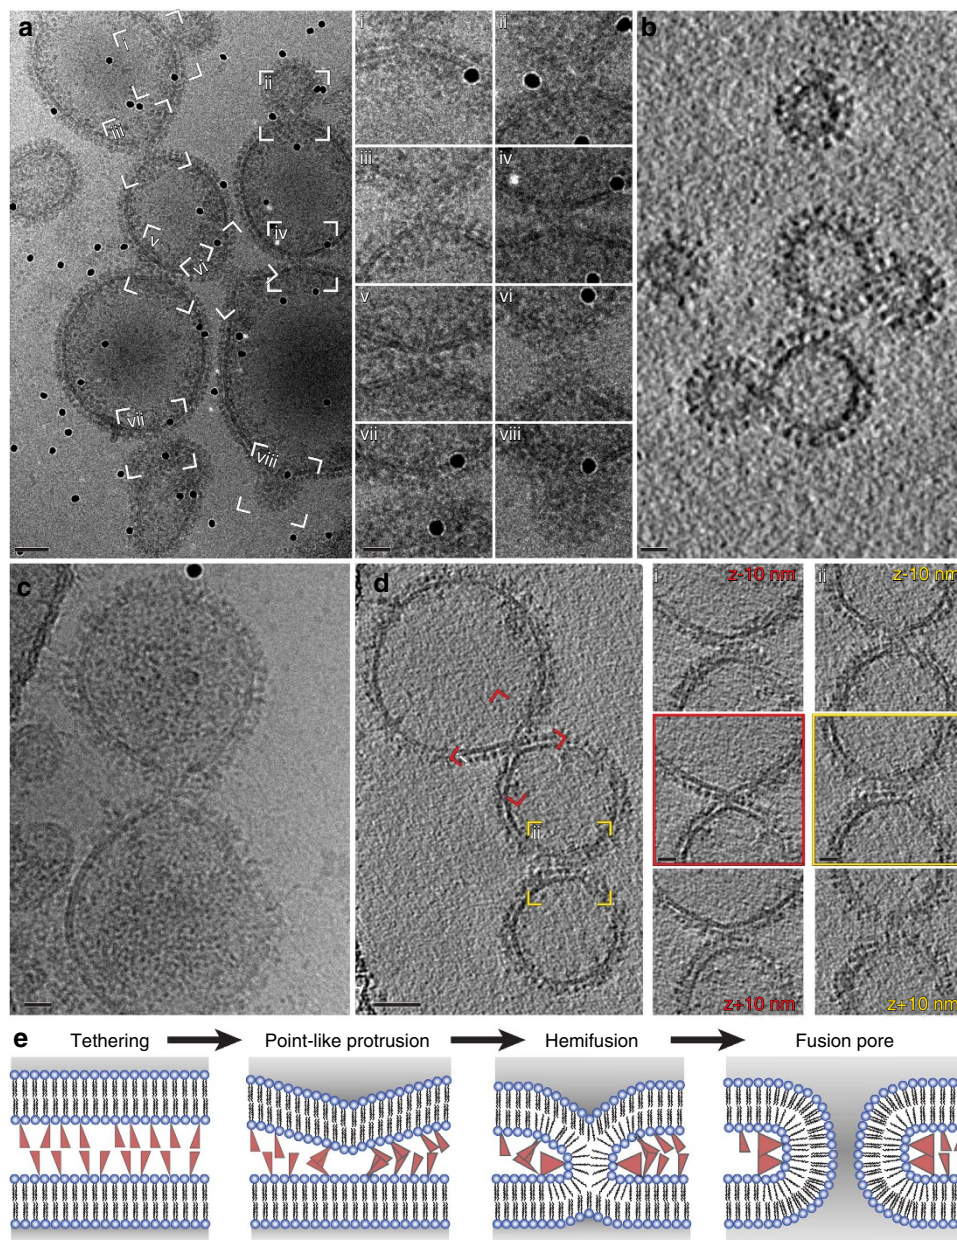 a
i
ii
iii
iv
v
vi
vii
viii
i
ii
iii
iv
v
vi
vii
viii
b
c
d
i
ii
i
z-10 nm
ii
z-10 nm
z+10 nm
z+10 nm
e
Tethering
Point-like protrusion
Hemifusion
Fusion pore